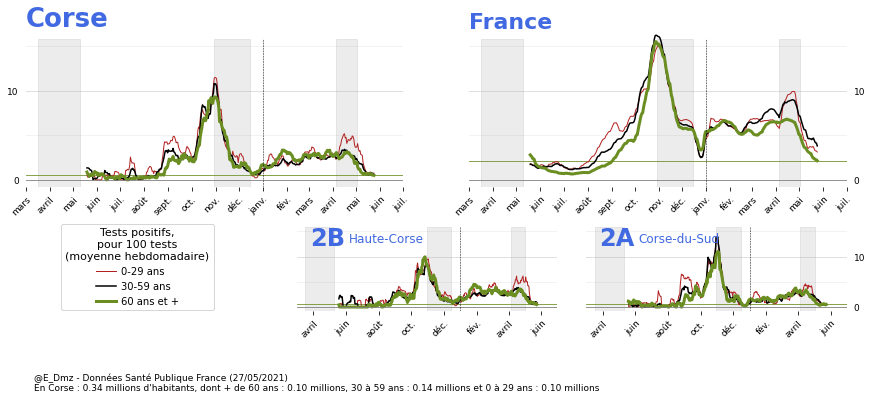 Corse
France
10
0
mars avril mai juin juil. août sept. oct. nov. déc. janv. fév. mars avril mai juin juil.
10
0
mars avril mai juin juil. août sept. oct. nov. déc. janv. fév. mars avril mai juin juil.
Tests positifs,
pour 100 tests
(moyenne hebdomadaire)
0-29 ans
30-59 ans
60 ans et +
2B Haute-Corse
avril juin août oct. déc. fév. avril juin
2A Corse-du-Sud
10
0
avril juin août oct. déc. fév. avril juin
@E_Dmz - Données Santé Publique France (27/05/2021)
En Corse : 0.34 millions d'habitants, dont + de 60 ans : 0.10 millions, 30 à 59 ans : 0.14 millions et 0 à 29 ans : 0.10 millions